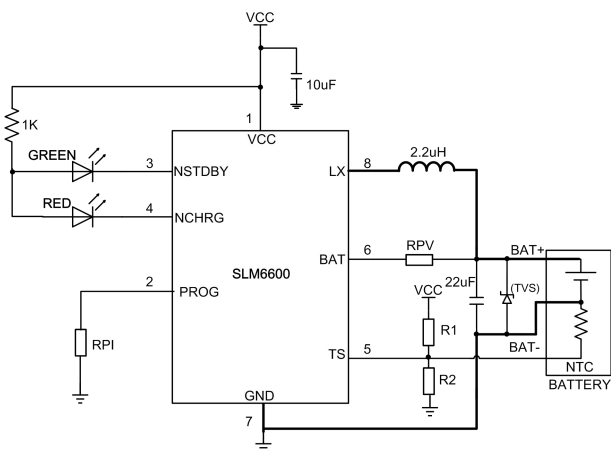 VCC
10uF
1K
1
VCC
GREEN
3
NSTDBY
LX
8
2.2uH
RED
4
NCHRG
6
RPV
BAT+
BAT
SLM6600
2
PROG
22uF
(TVS)
VCC
RPI
R1
TS
5
BAT-
NTC
R2
BATTERY
GND
7